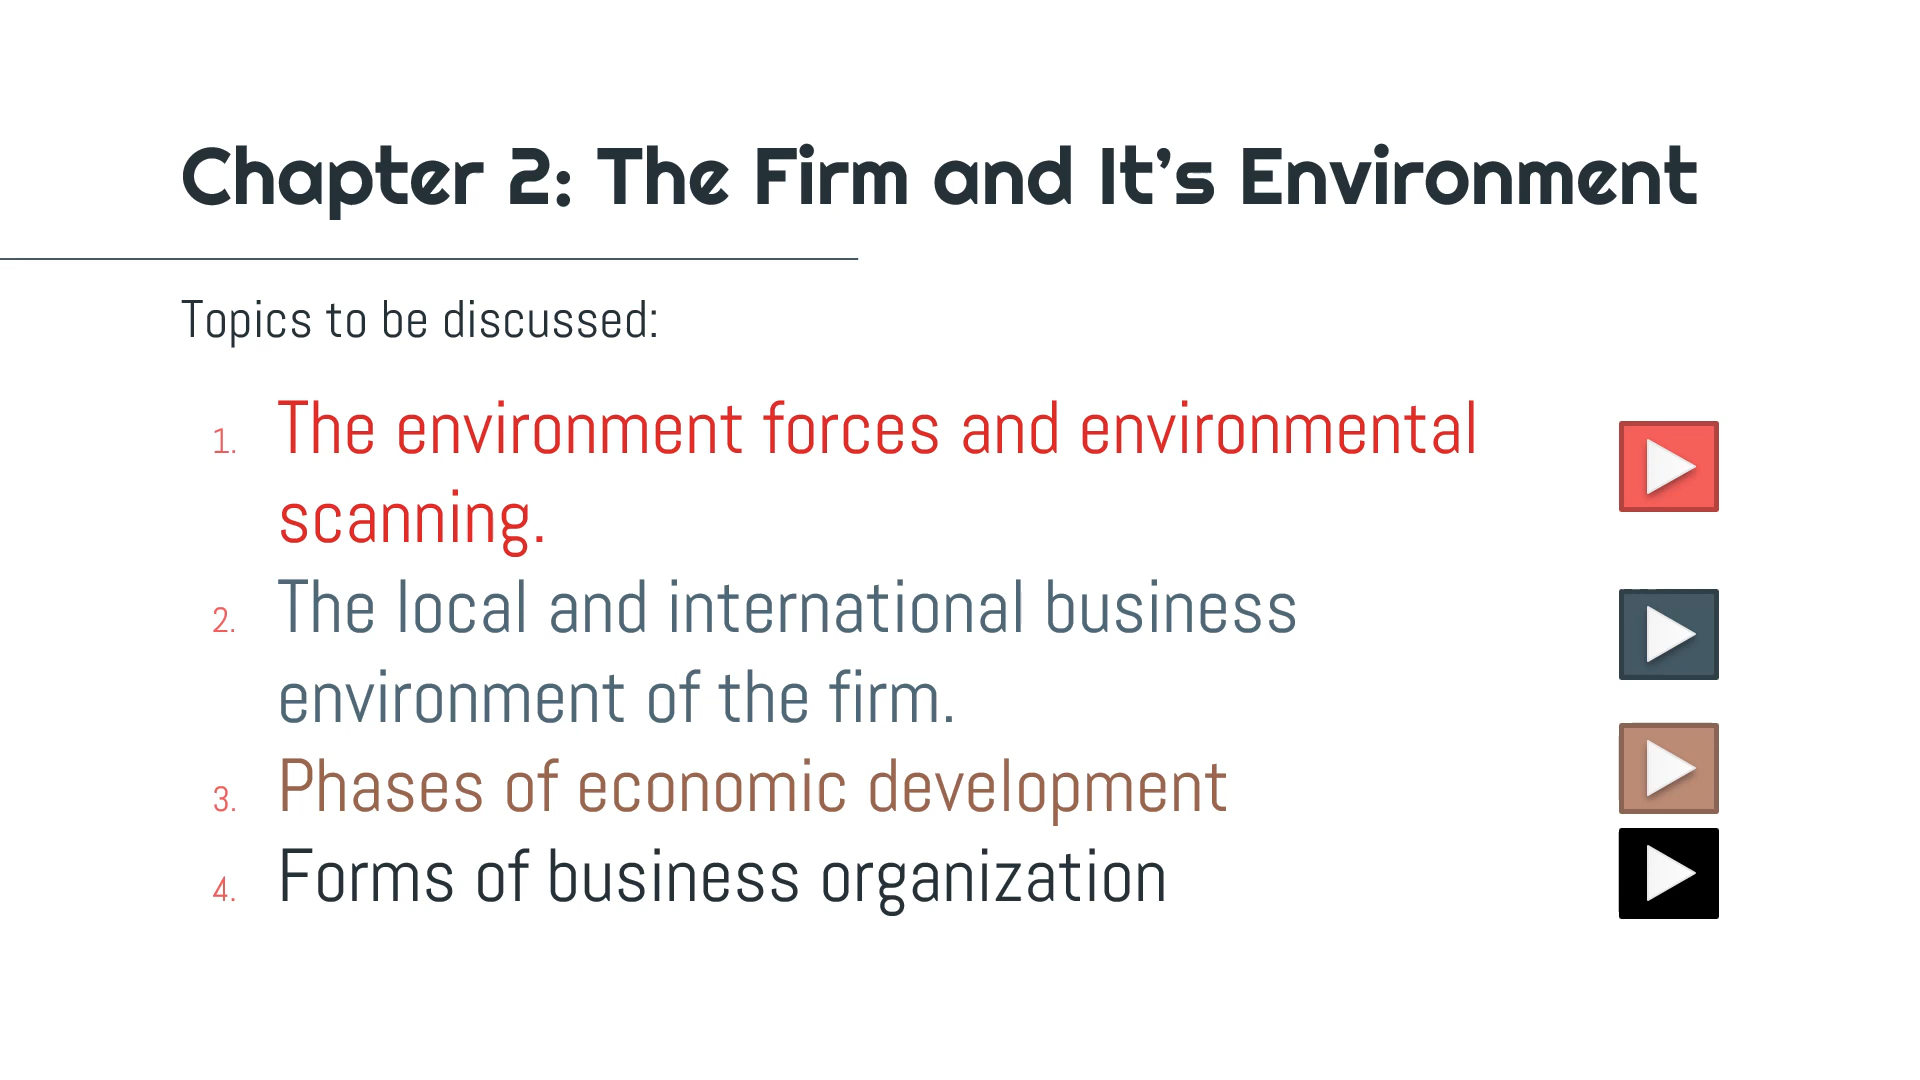 Chapter 2: The Firm and It’s Environment
Topics to be discussed:
1. The environment forces and environmental
scanning.
2. The local and international business
environment of the firm.
3. Phases of economic development
4. Forms of business organization